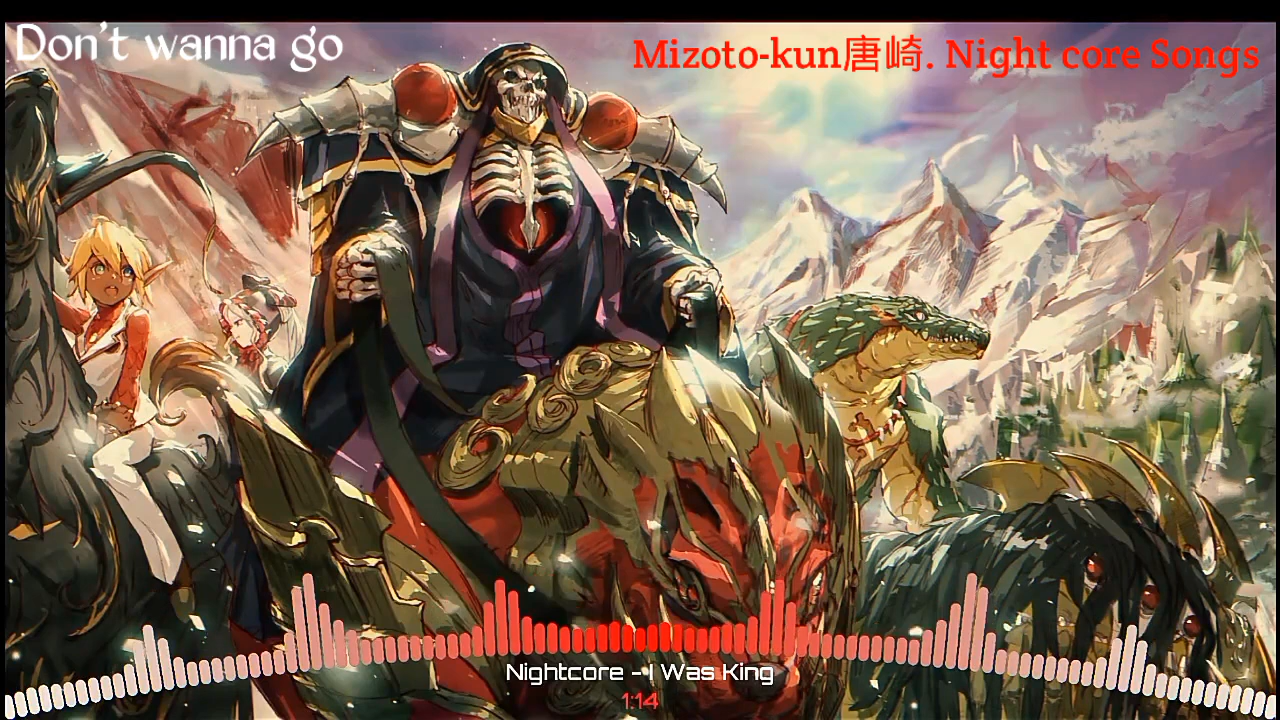 Don't wanna go
Mizoto-kun唐崎. Night core Songs
Nightcore - I Was King
1:14